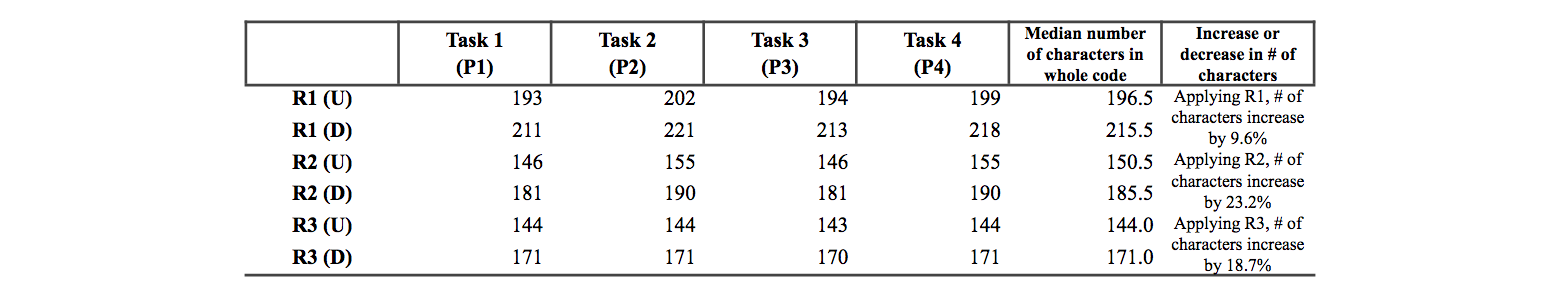 Task 1 Task 2 Task 3 Task 4 Median number of characters in whole code Increase or decrease in # of characters
(P1) (P2) (P3) (P4)
R1 (U) 193 202 194 199 196.5 Applying R1, # of characters increase by 9.6%
R1 (D) 211 221 213 218 215.5
R2 (U) 146 155 146 155 150.5 Applying R2, # of characters increase by 23.2%
R2 (D) 181 190 181 190 185.5
R3 (U) 144 144 143 144 144.0 Applying R3, # of characters increase by 18.7%
R3 (D) 171 171 170 171 171.0